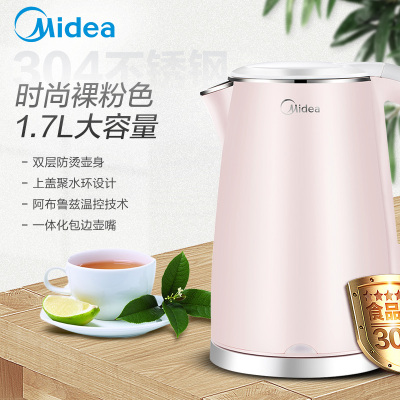 Midea
304不锈钢
时尚裸粉色
1.7L大容量
双层防烫壶身
上盖聚水环设计
阿布鲁兹温控技术
一体化包边壶嘴
Midea
食品
30